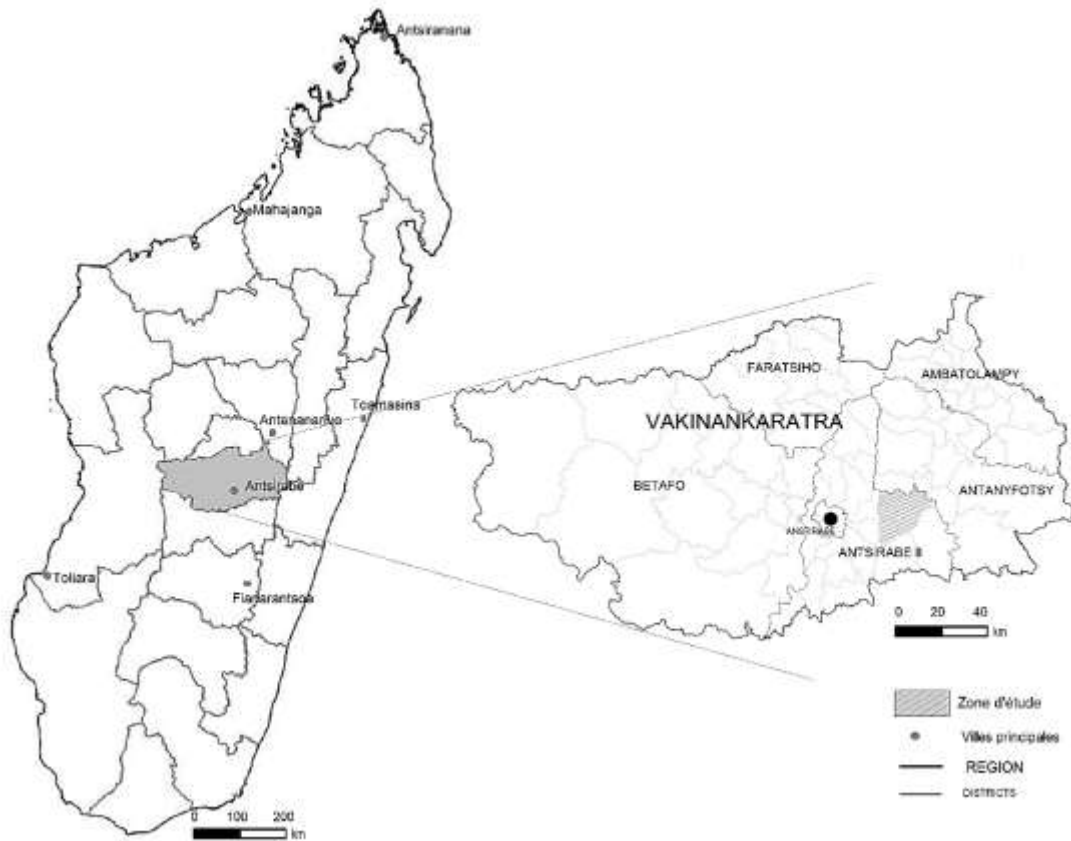 Antsiranana
Mahajanga
Toamasina
Antananarivo
Antsirabe
Toliara
Fianarantsoa
0 100 200
km
FARATSIHO
AMBATOLAMPY
VAKINANKARATRA
BETAFO
ANTANYFOTSY
ANTSIRABE II
0 20 40
km
Zone d'étude
Villes principales
REGION
DISTRICTS